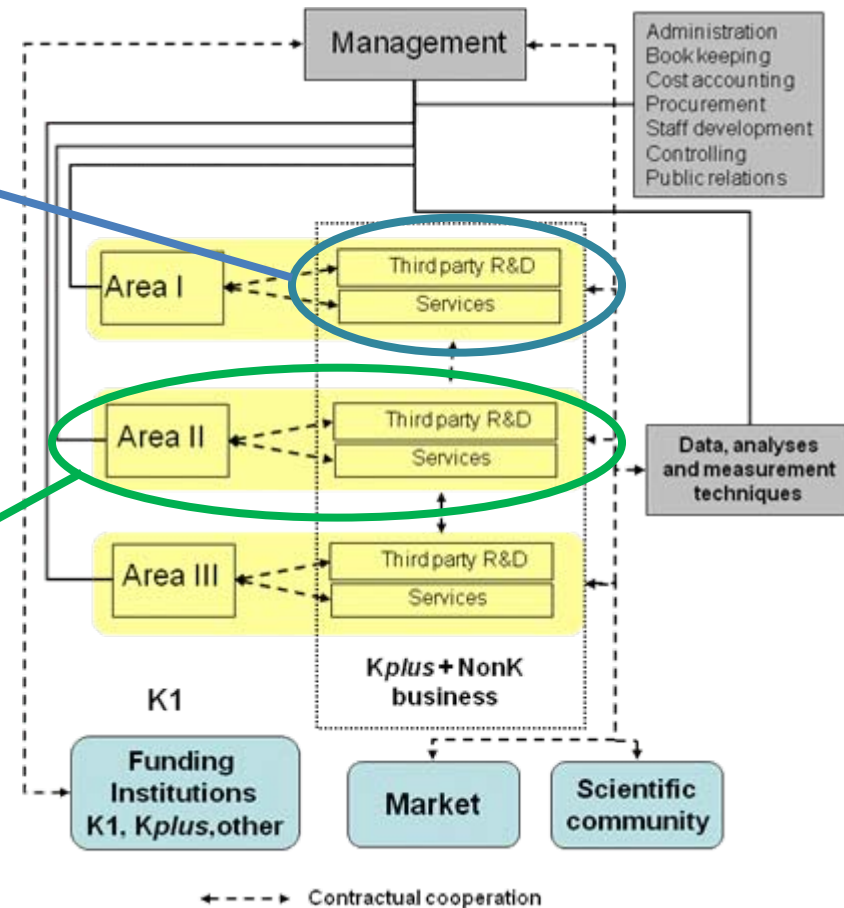 Management
Administration
Bookkeeping
Cost accounting
Procurement
Staff development
Controlling
Public relations
Area I
Third party R&D
Services
Area II
Third party R&D
Services
Data, analyses
and measurement
techniques
Area III
Third party R&D
Services
Kplus + NonK
business
K1
Funding
Institutions
K1, Kplus,other
Market
Scientific
community
Contractual cooperation